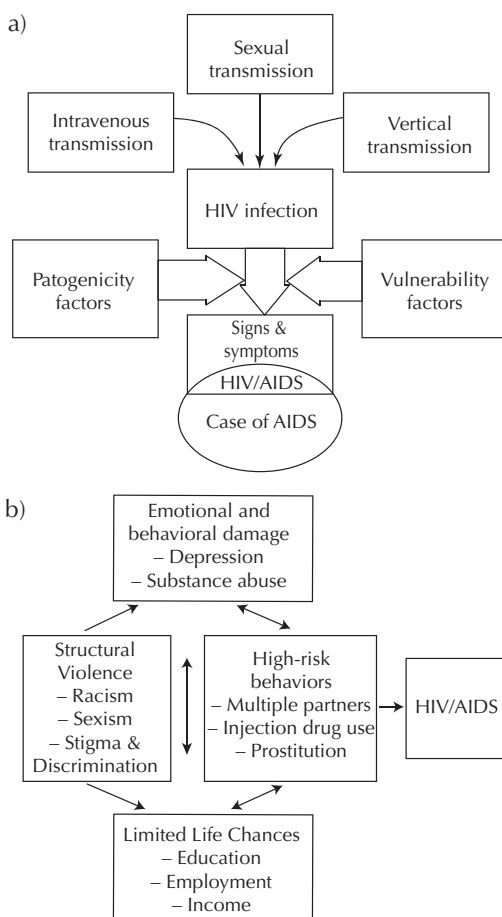 a)
Sexual
transmission
Intravenous
transmission
Vertical
transmission
HIV infection
Patogenicity
factors
Vulnerability
factors
Signs &
symptoms
HIV/AIDS
Case of AIDS
b)
Emotional and
behavioral damage
– Depression
– Substance abuse
Structural
Violence
– Racism
– Sexism
– Stigma &
Discrimination
High-risk
behaviors
– Multiple partners
– Injection drug use
– Prostitution
HIV/AIDS
Limited Life Chances
– Education
– Employment
– Income